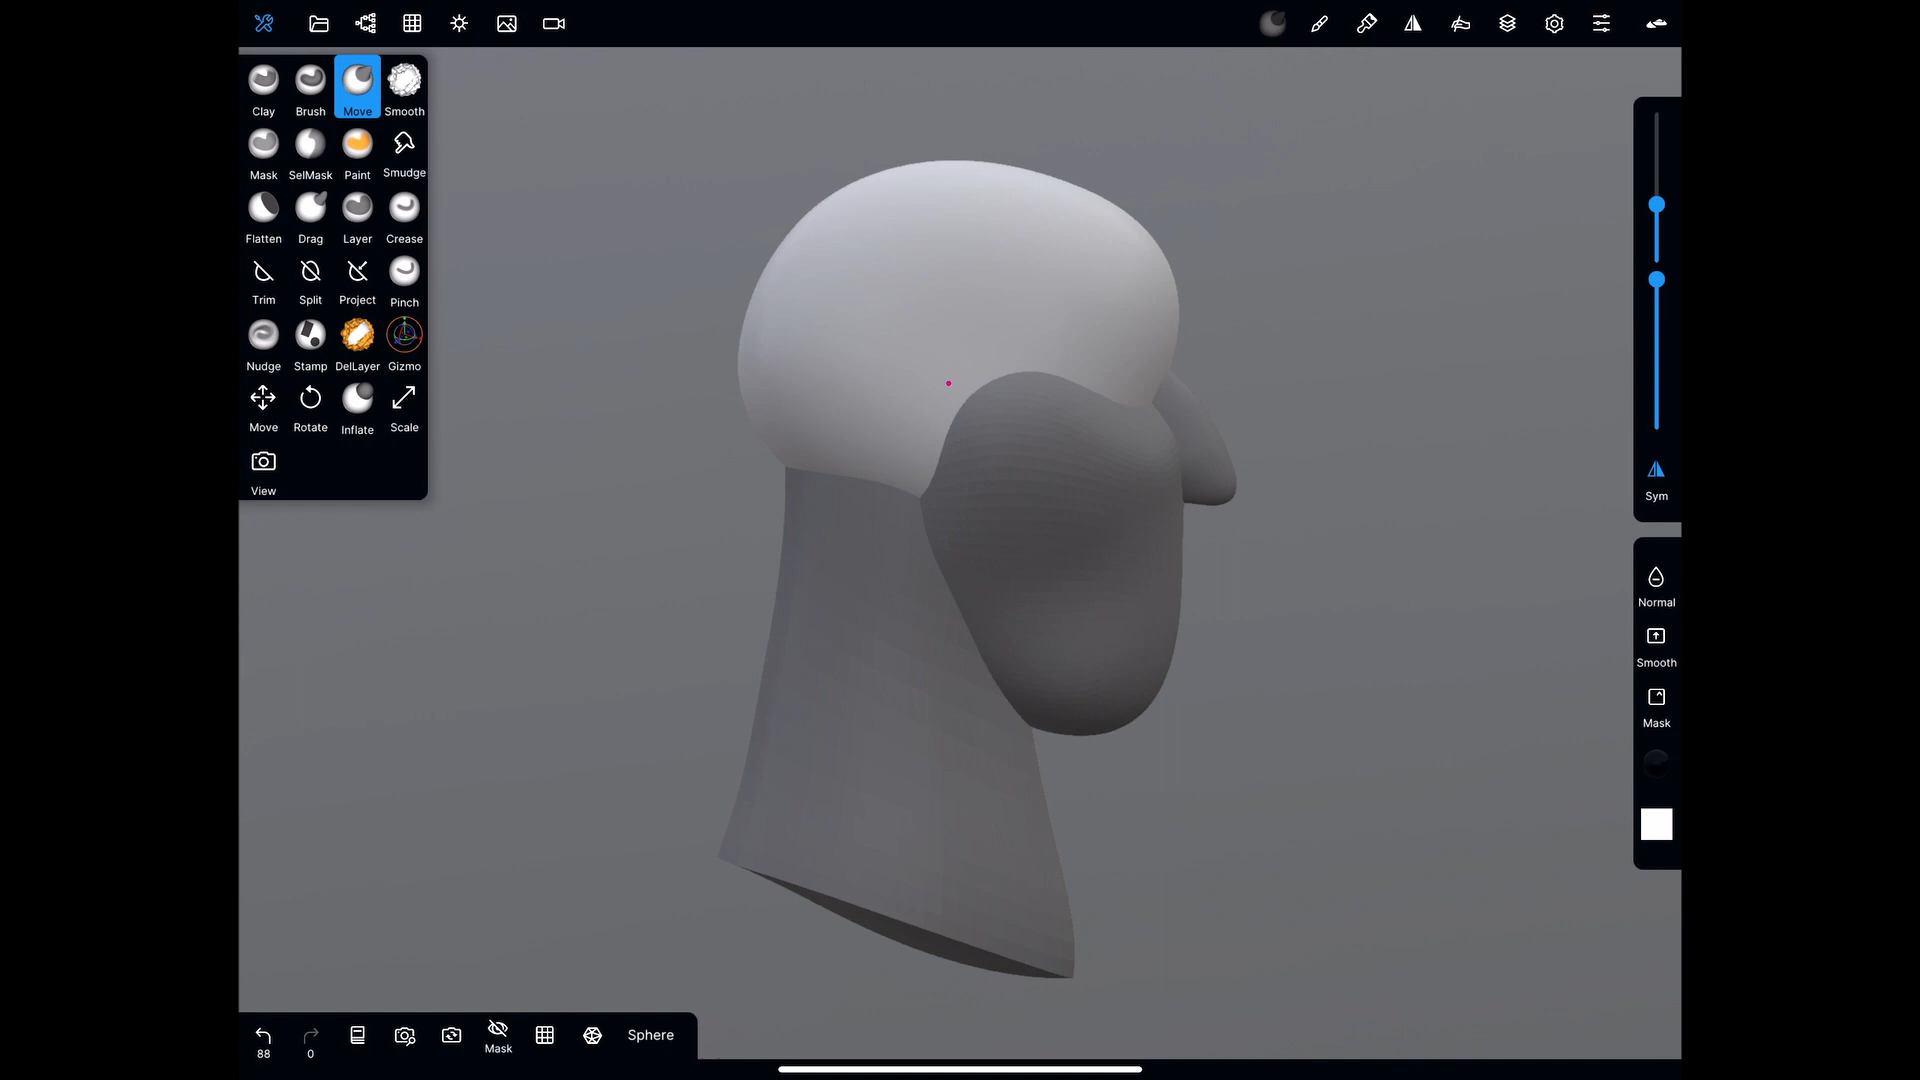 Clay Brush Move Smooth
Mask SelMask Paint Smudge
Flatten Drag Layer Crease
Trim Split Project Pinch
Nudge Stamp DelLayer Gizmo
Move Rotate Inflate Scale
View
Sym
Normal
Smooth
Mask
88 0 Mask Sphere